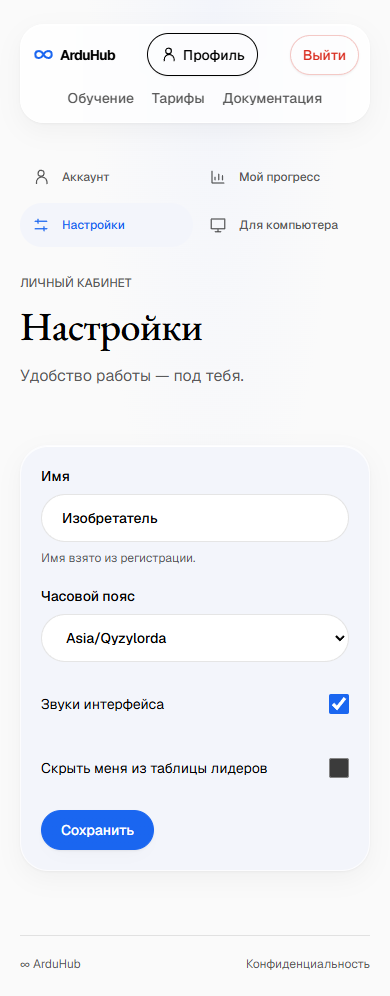 ∞ ArduHub
Профиль
Выйти
Обучение Тарифы Документация
Аккаунт
Мой прогресс
Настройки
Для компьютера
ЛИЧНЫЙ КАБИНЕТ
Настройки
Удобство работы — под тебя.
Имя
Изобретатель
Имя взято из регистрации.
Часовой пояс
Asia/Qyzylorda
Звуки интерфейса
Скрыть меня из таблицы лидеров
Сохранить
∞ ArduHub
Конфиденциальность